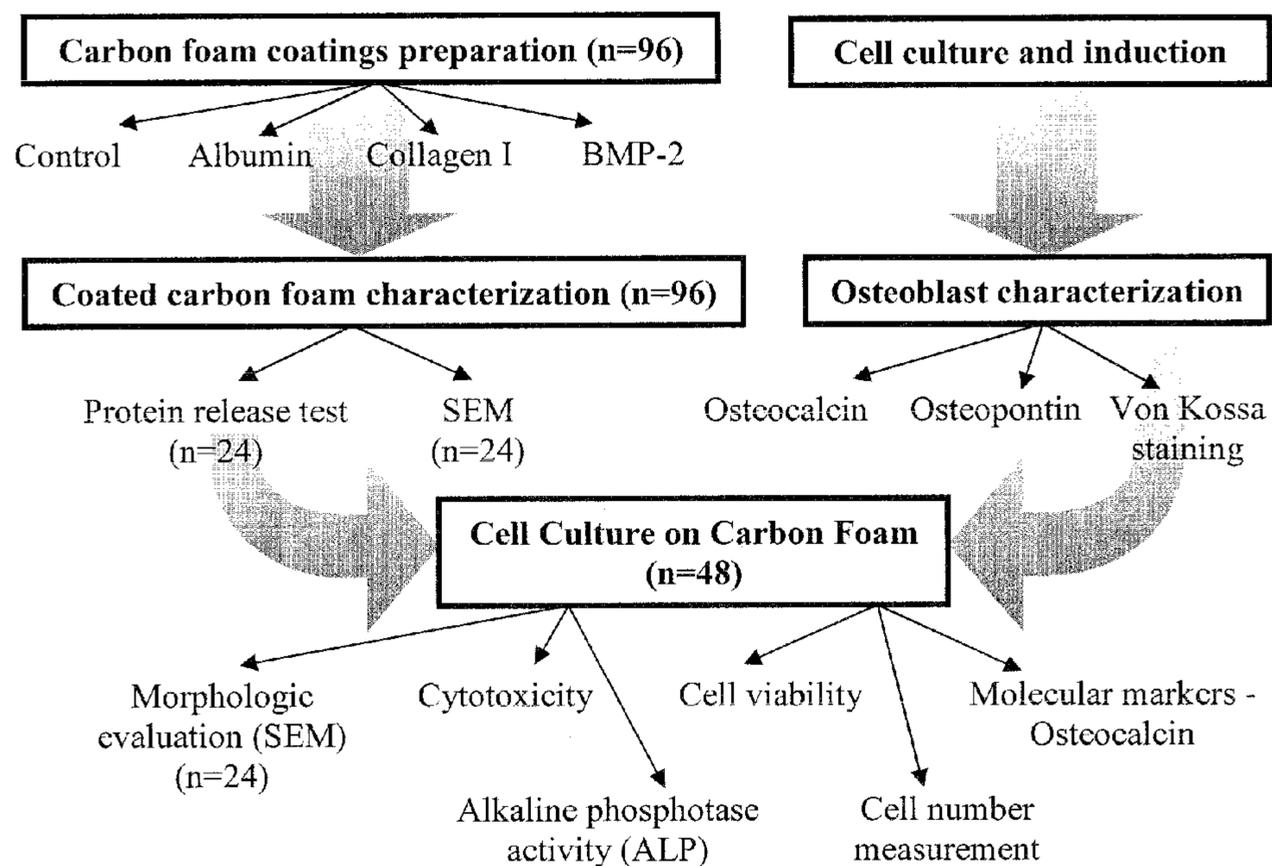 Carbon foam coatings preparation (n=96)
Cell culture and induction
Control
Albumin
Collagen I
BMP-2
Coated carbon foam characterization (n=96)
Osteoblast characterization
Protein release test
(n=24)
SEM
(n=24)
Osteocalcin
Osteopontin
Von Kossa
staining
Cell Culture on Carbon Foam
(n=48)
Morphologic
evaluation (SEM)
(n=24)
Cytotoxicity
Cell viability
Molecular markers -
Osteocalcin
Alkaline phosphotase
activity (ALP)
Cell number
measurement